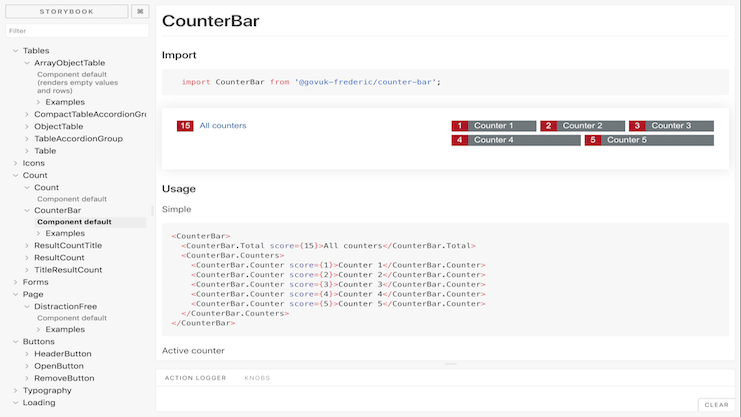 STORYBOOK
⌘
Filter
Tables
ArrayObjectTable
Component default
(renders empty values
and rows)
Examples
CompactTableAccordionGr
ObjectTable
TableAccordionGroup
Table
Icons
Count
Count
Component default
CounterBar
Component default
Examples
ResultCountTitle
ResultCount
TitleResultCount
Forms
Page
DistractionFree
Component default
Examples
Buttons
HeaderButton
OpenButton
RemoveButton
Typography
Loading
CounterBar
Import
import CounterBar from '@govuk-frederic/counter-bar';
15 All counters
1 Counter 1 2 Counter 2 3 Counter 3
4 Counter 4 5 Counter 5
Usage
Simple
<CounterBar>
<CounterBar.Total score={15}>All counters</CounterBar.Total>
<CounterBar.Counters>
<CounterBar.Counter score={1}>Counter 1</CounterBar.Counter>
<CounterBar.Counter score={2}>Counter 2</CounterBar.Counter>
<CounterBar.Counter score={3}>Counter 3</CounterBar.Counter>
<CounterBar.Counter score={4}>Counter 4</CounterBar.Counter>
<CounterBar.Counter score={5}>Counter 5</CounterBar.Counter>
</CounterBar.Counters>
</CounterBar>
Active counter
ACTION LOGGER KNOBS
CLEAR